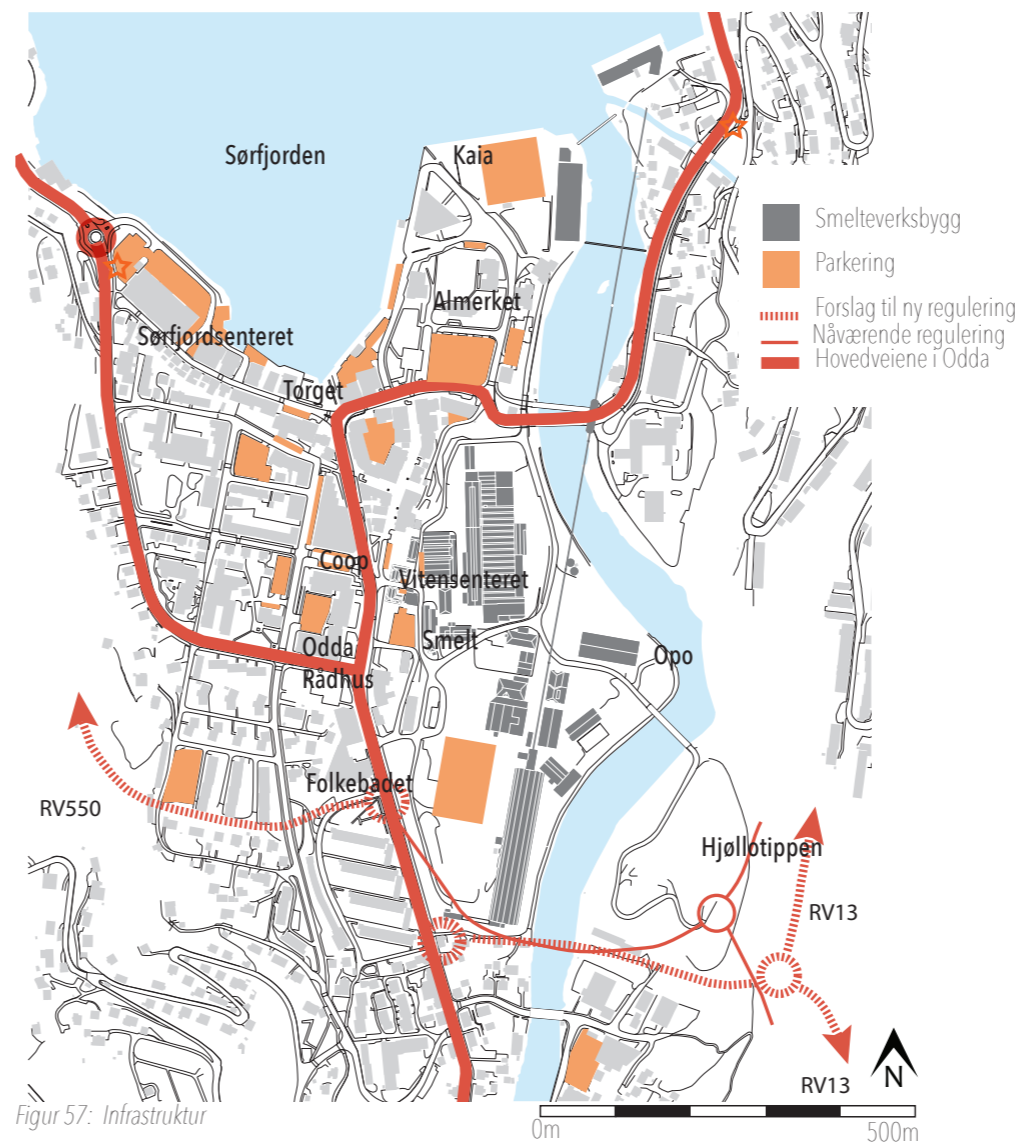 Sørfjorden
Kaia
Smelteverksbygg
Parkering
Forslag til ny regulering
Nåværende regulering
Hovedveiene i Odda
Almerket
Sørfjordsenteret
Torget
Coop
Vitensenteret
Odda
Rådhus
Smelt
Opo
Folkebadet
RV550
Hjøllotippen
RV13
RV13
N
Figur 57: Infrastruktur
0m
500m